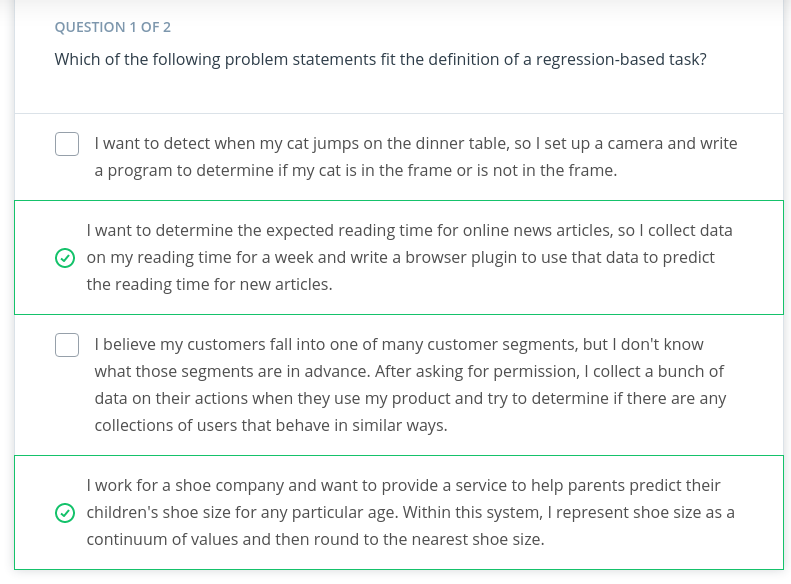 QUESTION 1 OF 2
Which of the following problem statements fit the definition of a regression-based task?
I want to detect when my cat jumps on the dinner table, so I set up a camera and write
a program to determine if my cat is in the frame or is not in the frame.
I want to determine the expected reading time for online news articles, so I collect data
on my reading time for a week and write a browser plugin to use that data to predict
the reading time for new articles.
I believe my customers fall into one of many customer segments, but I don't know
what those segments are in advance. After asking for permission, I collect a bunch of
data on their actions when they use my product and try to determine if there are any
collections of users that behave in similar ways.
I work for a shoe company and want to provide a service to help parents predict their
children's shoe size for any particular age. Within this system, I represent shoe size as a
continuum of values and then round to the nearest shoe size.